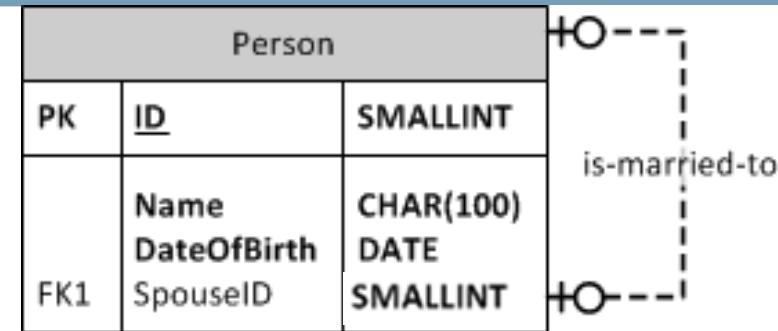 Person
PK ID SMALLINT
is-married-to
Name CHAR(100)
DateOfBirth DATE
FK1 SpouseID SMALLINT